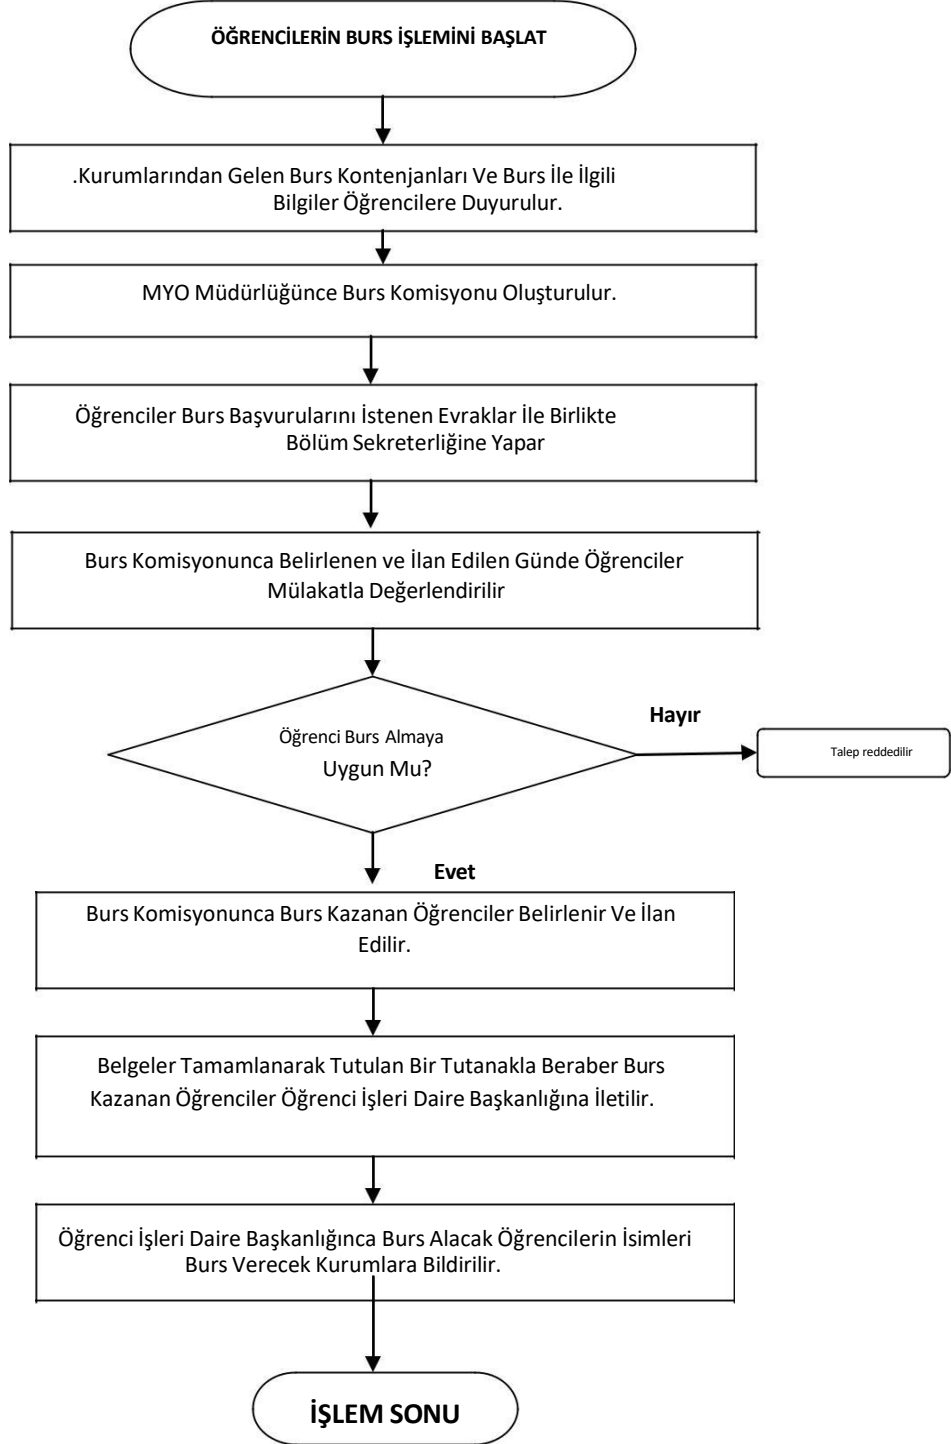 ÖĞRENCİLERİN BURS İŞLEMİNİ BAŞLAT
.Kurumlarından Gelen Burs Kontenjanları Ve Burs İle İlgili
Bilgiler Öğrencilere Duyurulur.
MYO Müdürlüğünce Burs Komisyonu Oluşturulur.
Öğrenciler Burs Başvurularını İstenen Evraklar İle Birlikte
Bölüm Sekreterliğine Yapar
Burs Komisyonunca Belirlenen ve İlan Edilen Günde Öğrenciler
Mülakatla Değerlendirilir
Öğrenci Burs Almaya
Uygun Mu?
Hayır
Talep reddedilir
Evet
Burs Komisyonunca Burs Kazanan Öğrenciler Belirlenir Ve İlan
Edilir.
Belgeler Tamamlanarak Tutulan Bir Tutanakla Beraber Burs
Kazanan Öğrenciler Öğrenci İşleri Daire Başkanlığına İletilir.
Öğrenci İşleri Daire Başkanlığınca Burs Alacak Öğrencilerin İsimleri
Burs Verecek Kurumlara Bildirilir.
İŞLEM SONU